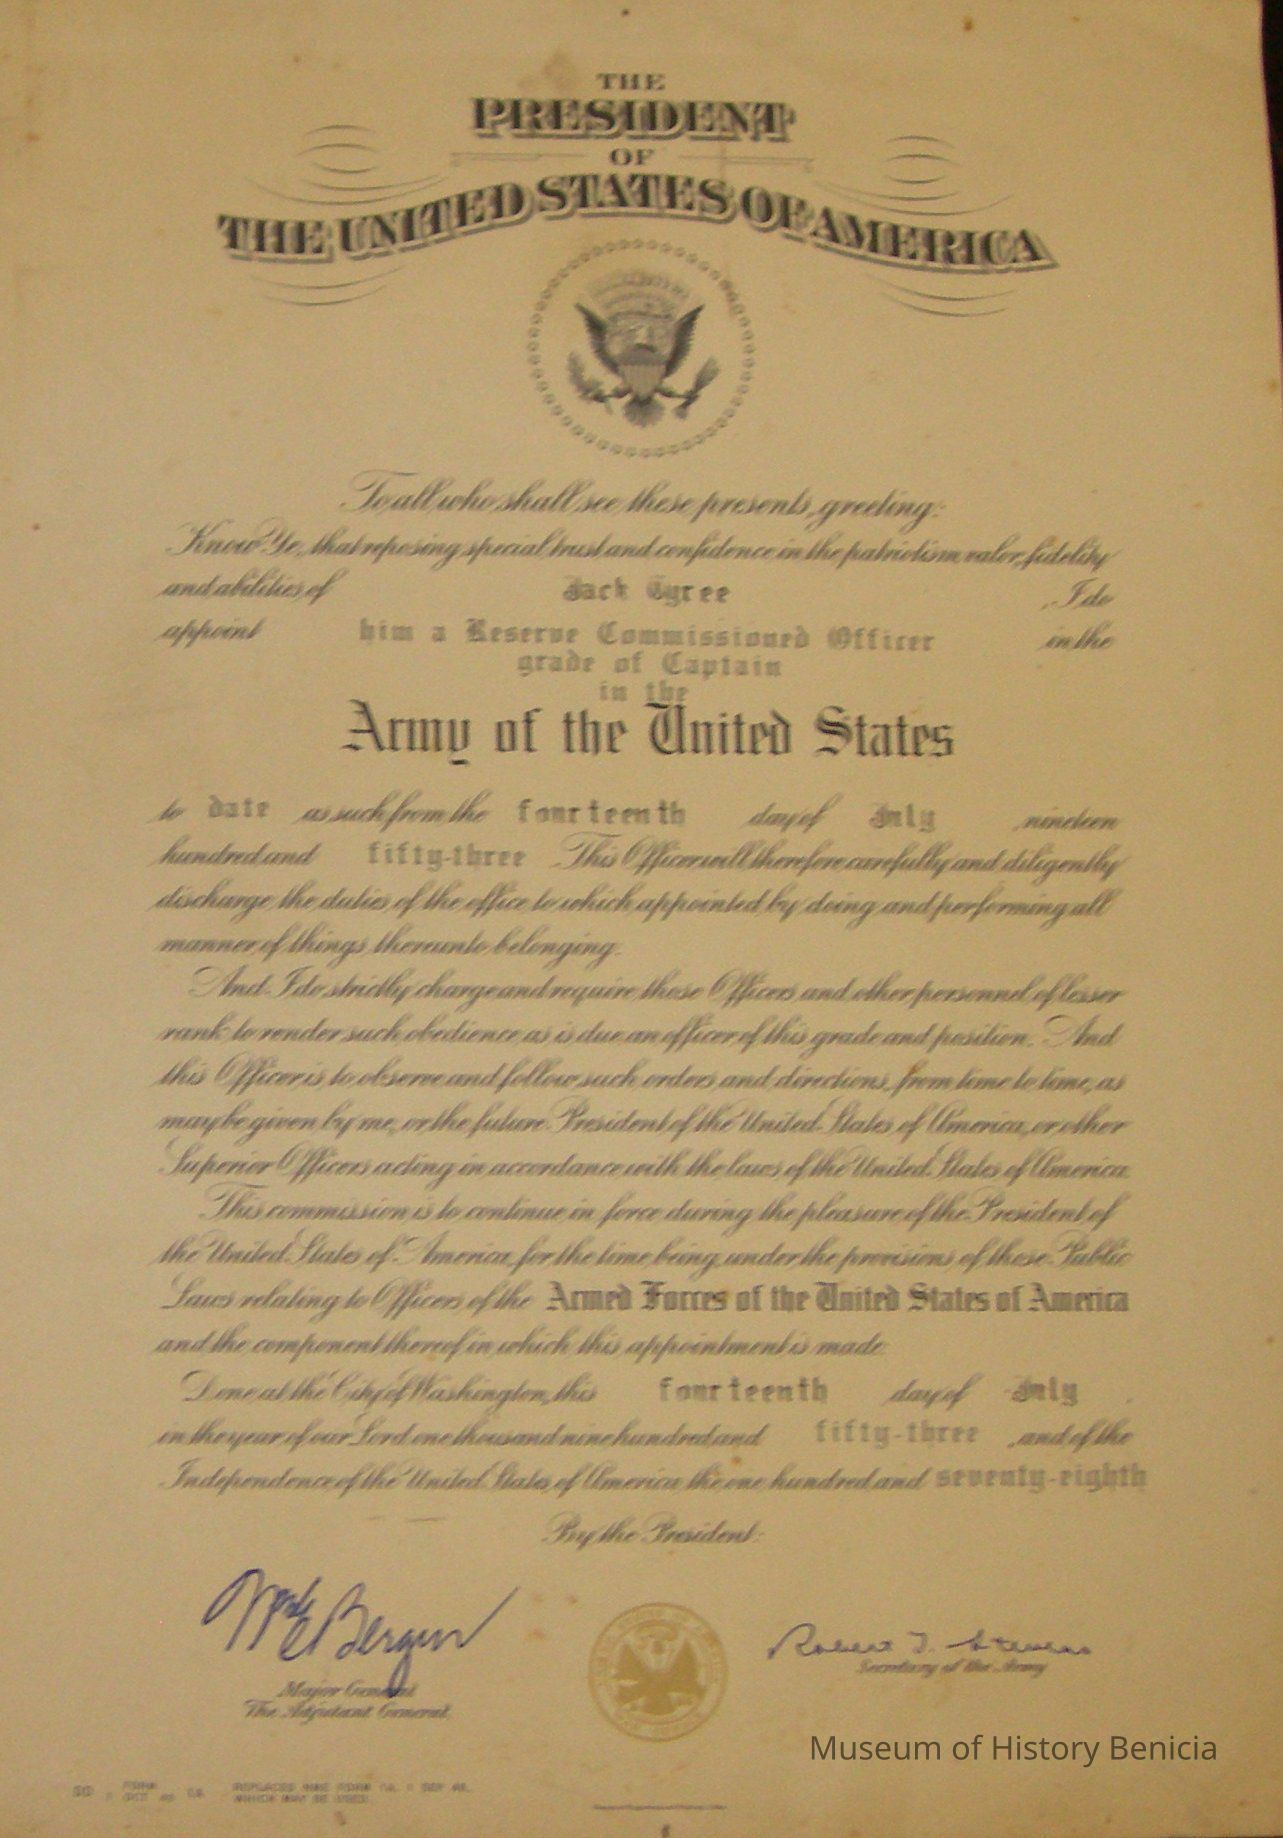 THE
PRESIDENT
OF
THE UNITED STATES OF AMERICA
To all who shall see these presents, greeting:
Know Ye, that reposing special trust and confidence in the patriotism, valor, fidelity
and abilities of Jack Tyree , I do
appoint him a Reserve Commissioned Officer in the
grade of Captain
in the
Army of the United States
to date as such from the fourteenth day of July nineteen
hundred and fifty-three This Officer will therefore carefully and diligently
discharge the duties of the office to which appointed by doing and performing all
manner of things thereunto belonging.
And I do strictly charge and require those Officers and other personnel of lesser
rank to render such obedience as is due an officer of this grade and position. And
this Officer is to observe and follow such orders and directions, from time to time, as
may be given by me, or the future President of the United States of America, or other
Superior Officers acting in accordance with the laws of the United States of America.
This commission is to continue in force during the pleasure of the President of
the United States of America, for the time being, under the provisions of those Public
Laws relating to Officers of the Armed Forces of the United States of America
and the component thereof in which this appointment is made.
Done at the City of Washington, this fourteenth day of July
in the year of our Lord one thousand nine hundred and fifty-three , and of the
Independence of the United States of America the one hundred and seventy-eighth
By the President:
Wm E Bergin
Robert T. Stevens
Major General
The Adjutant General
Secretary of the Army
Museum of History Benicia
FORM
REPLACES FORM
WHICH MAY BE USED